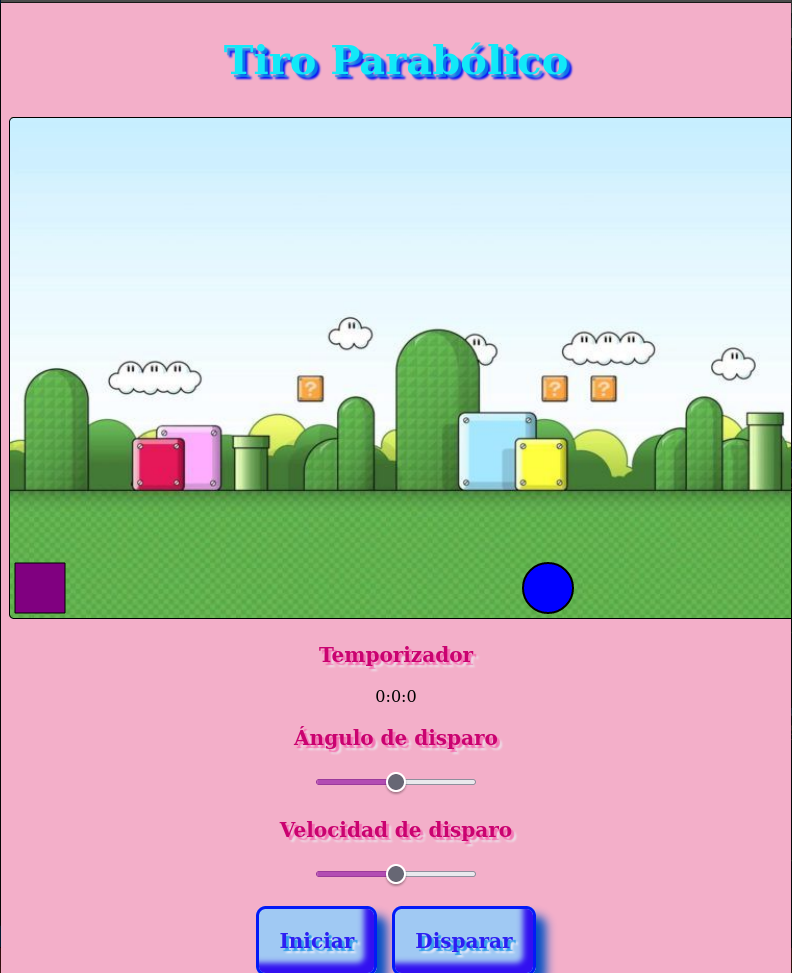 Tiro Parabólico
?
? ?
Temporizador
0:0:0
Ángulo de disparo
Velocidad de disparo
Iniciar Disparar